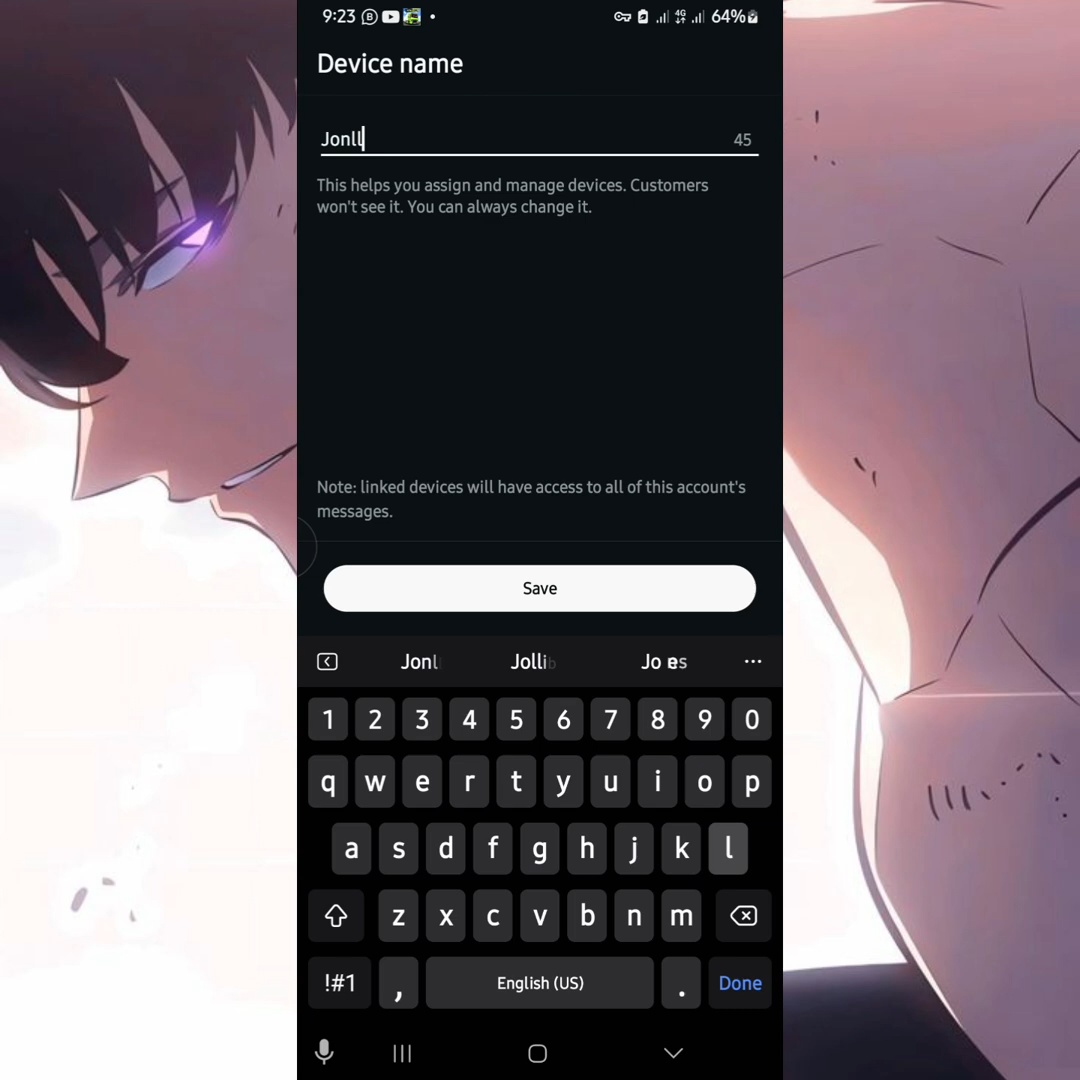 9:23 4G 64%
Device name
Jonll 45
This helps you assign and manage devices. Customers
won't see it. You can always change it.
Note: linked devices will have access to all of this account's
messages.
Save
Jonl Jollib Jo es ...
1 2 3 4 5 6 7 8 9 0
q w e r t y u i o p
a s d f g h j k l
z x c v b n m
!#1 , English (US) . Done